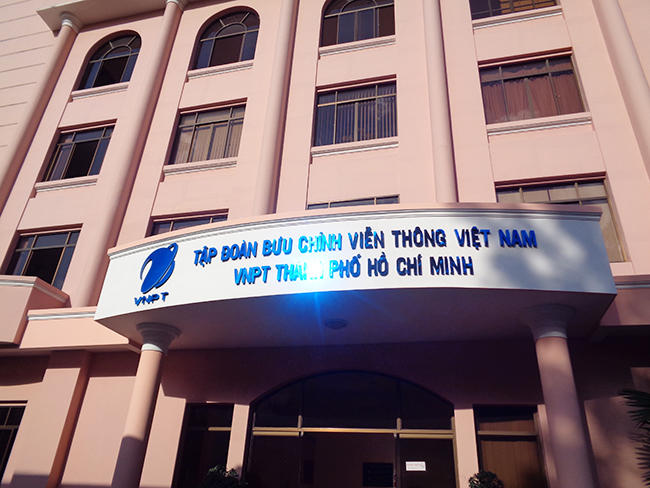 TẬP ĐOÀN BƯU CHÍNH VIỄN THÔNG VIỆT NAM
VNPT THÀNH PHỐ HỒ CHÍ MINH
VNPT